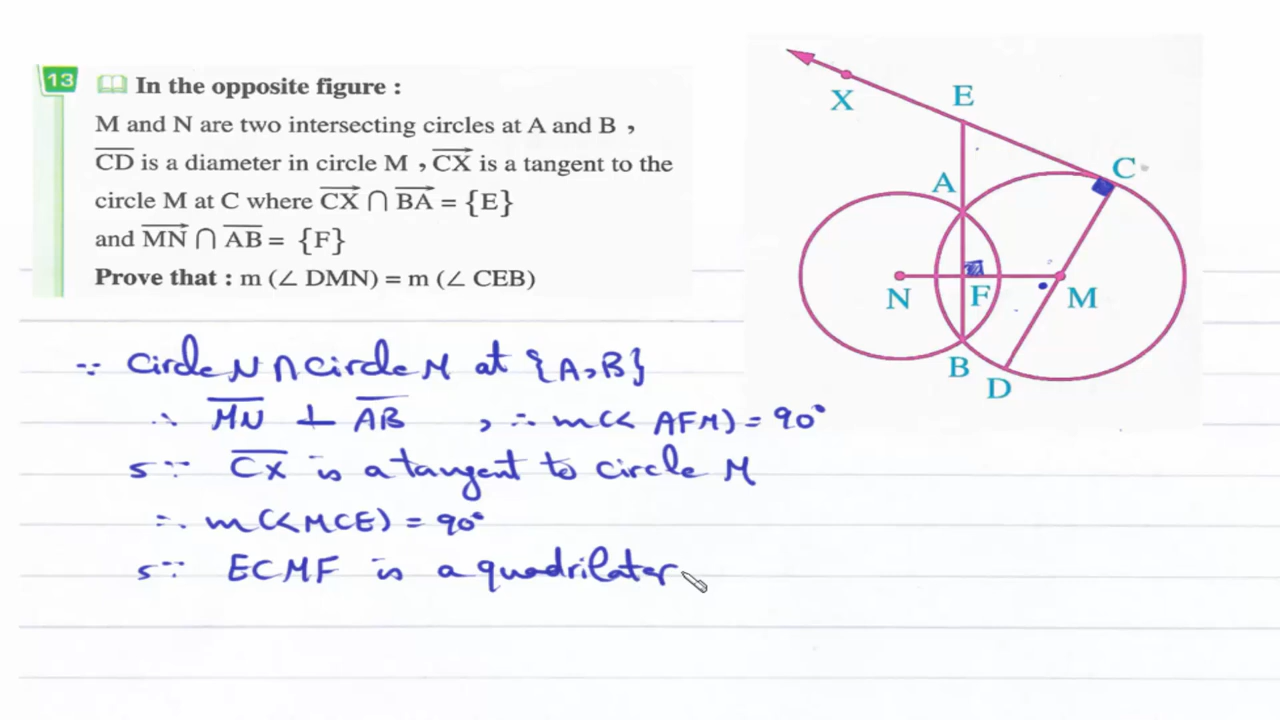 13 In the opposite figure :
M and N are two intersecting circles at A and B ,
CD is a diameter in circle M , CX is a tangent to the
circle M at C where CX ∩ BA = {E}
and MN ∩ AB = {F}
Prove that : m (∠ DMN) = m (∠ CEB)
X
E
C
A
N
F
M
B
D
∵ Circle N ∩ Circle M at {A,B}
∴ MN ⊥ AB , ∴ m(< AFM) = 90°
, ∵ CX is a tangent to circle M
∴ m(<MCE) = 90°
, ∵ ECMF is a quadrilater